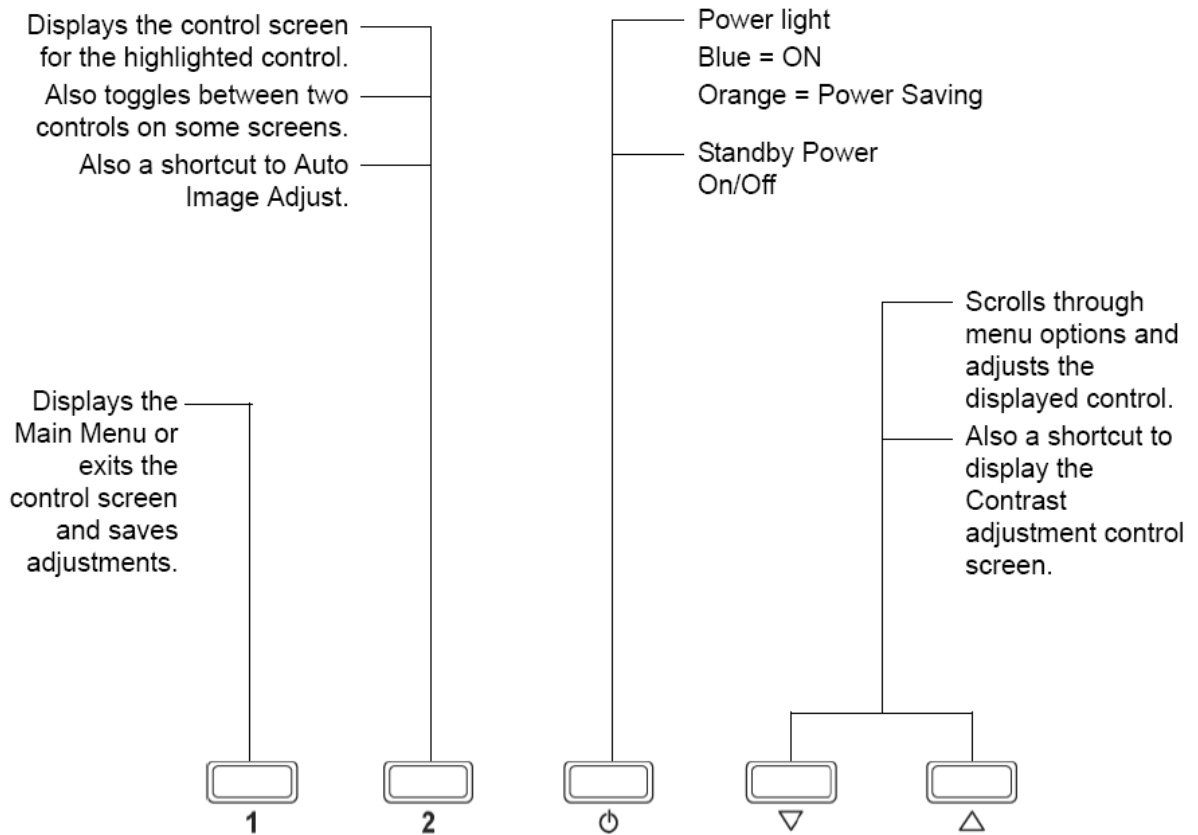 Displays the control screen
for the highlighted control.
Also toggles between two
controls on some screens.
Also a shortcut to Auto
Image Adjust.
Power light
Blue = ON
Orange = Power Saving
Standby Power
On/Off
Scrolls through
menu options and
adjusts the
displayed control.
Also a shortcut to
display the
Contrast
adjustment control
screen.
Displays the
Main Menu or
exits the
control screen
and saves
adjustments.
1
2